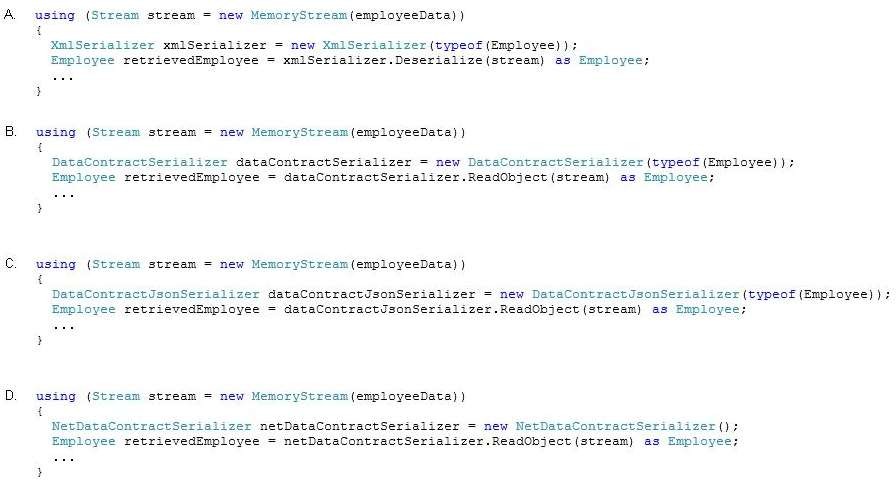 A. using (Stream stream = new MemoryStream(employeeData))
{
XmlSerializer xmlSerializer = new XmlSerializer(typeof(Employee));
Employee retrievedEmployee = xmlSerializer.Deserialize(stream) as Employee;
...
}
B. using (Stream stream = new MemoryStream(employeeData))
{
DataContractSerializer dataContractSerializer = new DataContractSerializer(typeof(Employee));
Employee retrievedEmployee = dataContractSerializer.ReadObject(stream) as Employee;
...
}
C. using (Stream stream = new MemoryStream(employeeData))
{
DataContractJsonSerializer dataContractJsonSerializer = new DataContractJsonSerializer(typeof(Employee));
Employee retrievedEmployee = dataContractJsonSerializer.ReadObject(stream) as Employee;
...
}
D. using (Stream stream = new MemoryStream(employeeData))
{
NetDataContractSerializer netDataContractSerializer = new NetDataContractSerializer();
Employee retrievedEmployee = netDataContractSerializer.ReadObject(stream) as Employee;
...
}